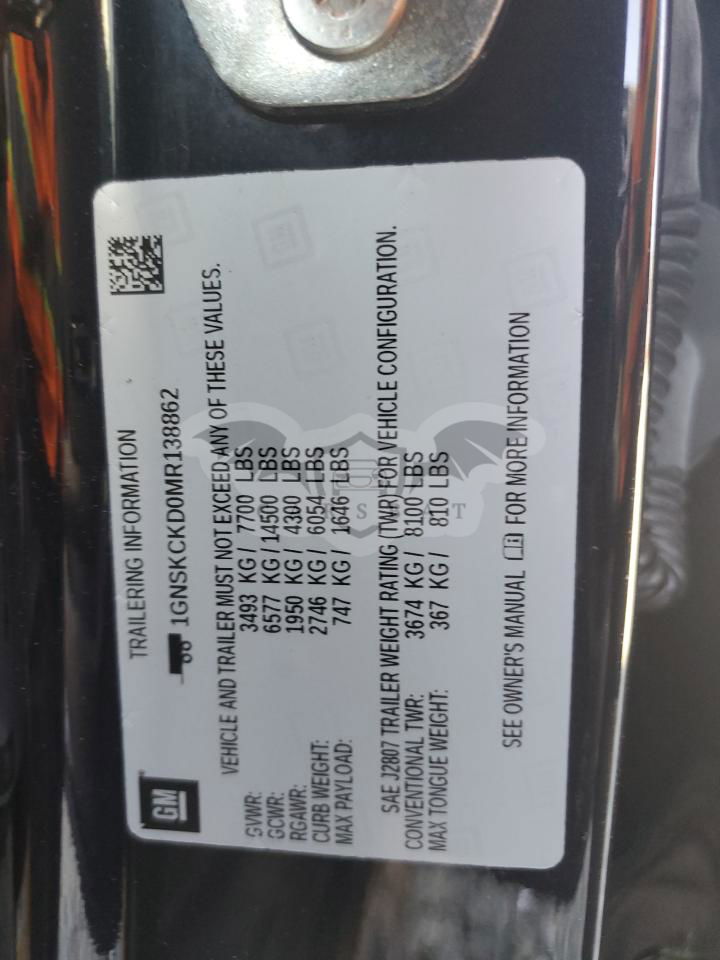 TRAILERING INFORMATION
GM
1GNSKCKD0MR138862
VEHICLE AND TRAILER MUST NOT EXCEED ANY OF THESE VALUES.
GVWR: 3493 KG/ 7700 LBS
GCWR: 6577 KG/14500 LBS
RGAWR: 1950 KG/ 4300 LBS
CURB WEIGHT: 2746 KG/ 6054 LBS
MAX PAYLOAD: 747 KG/ 1646 LBS
SAE J2807 TRAILER WEIGHT RATING (TWR) FOR VEHICLE CONFIGURATION.
CONVENTIONAL TWR: 3674 KG/ 8100 LBS
MAX TONGUE WEIGHT: 367 KG/ 810 LBS
SEE OWNER'S MANUAL FOR MORE INFORMATION